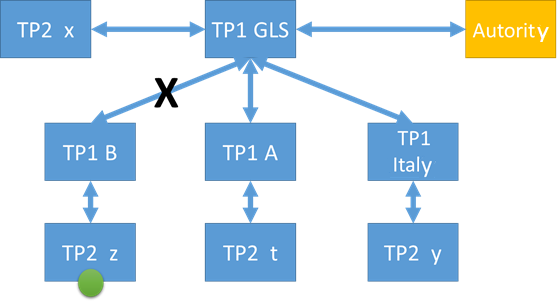 TP2 x
TP1 GLS
Autority
X
TP1 B
TP1 A
TP1
Italy
TP2 z
TP2 t
TP2 y